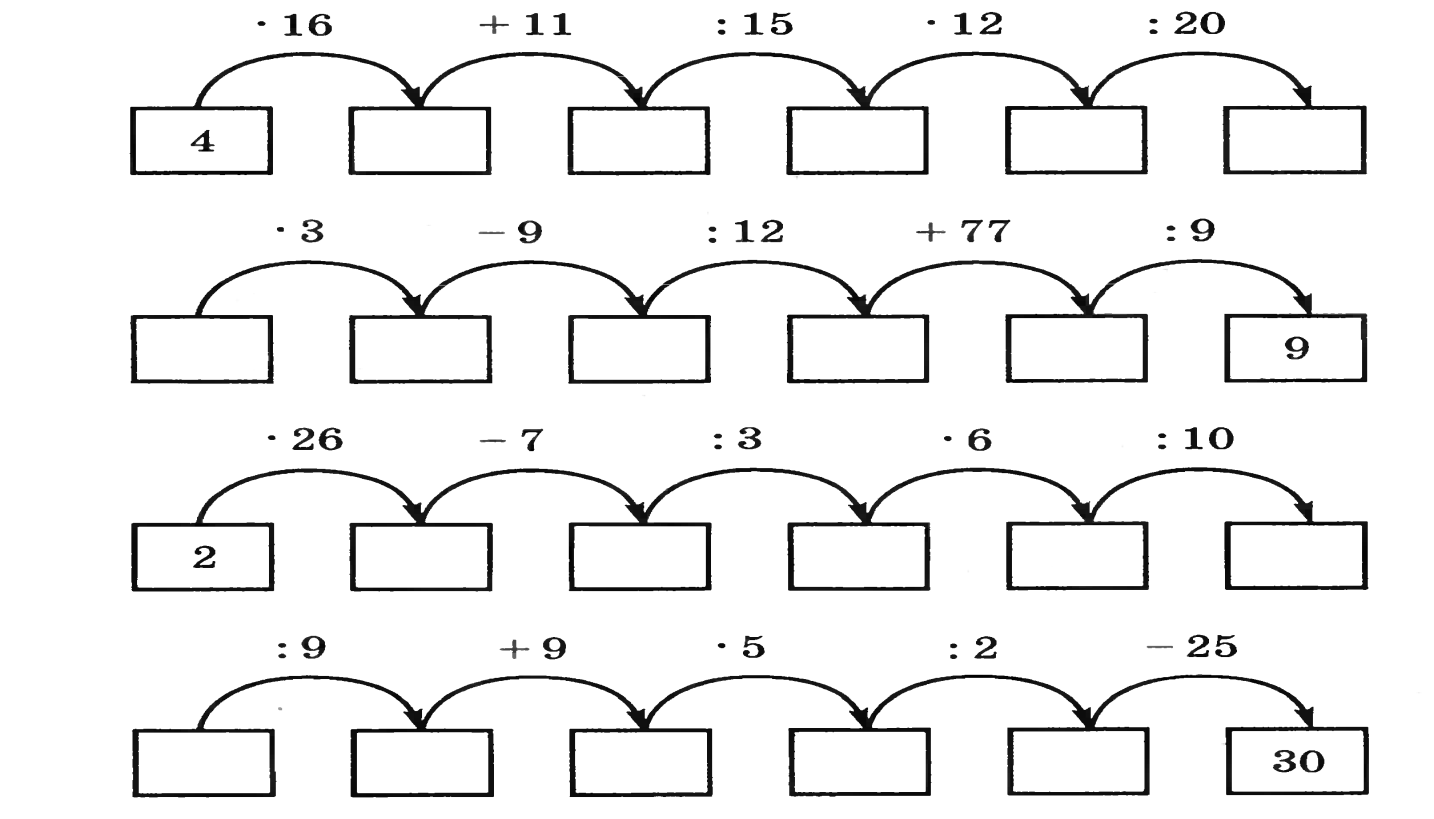 · 16 + 11 : 15 · 12 : 20
4
· 3 − 9 : 12 + 77 : 9
9
· 26 − 7 : 3 · 6 : 10
2
: 9 + 9 · 5 : 2 − 25
30